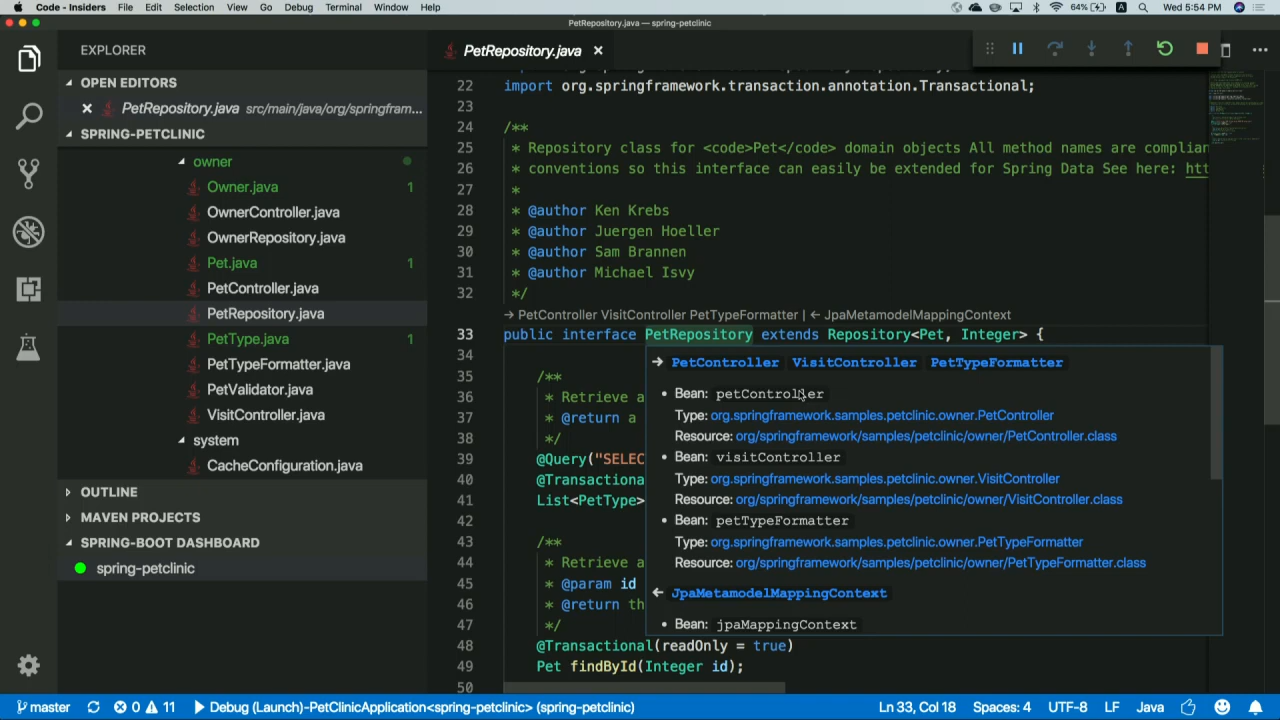 Code - Insiders File Edit Selection View Go Debug Terminal Window Help 64% A Wed 5:54 PM
PetRepository.java — spring-petclinic
EXPLORER
OPEN EDITORS
PetRepository.java src/main/java/org/springfram...
SPRING-PETCLINIC
owner
Owner.java 1
OwnerController.java
OwnerRepository.java
Pet.java 1
PetController.java
PetRepository.java
PetType.java 1
PetTypeFormatter.java
PetValidator.java
VisitController.java
system
CacheConfiguration.java
OUTLINE
MAVEN PROJECTS
SPRING-BOOT DASHBOARD
spring-petclinic
PetRepository.java
22 import org.springframework.transaction.annotation.Transactional;
23
24 /**
25 * Repository class for <code>Pet</code> domain objects All method names are complian
26 * conventions so this interface can easily be extended for Spring Data See here: htt
27 *
28 * @author Ken Krebs
29 * @author Juergen Hoeller
30 * @author Sam Brannen
31 * @author Michael Isvy
32 */
→ PetController VisitController PetTypeFormatter | ← JpaMetamodelMappingContext
33 public interface PetRepository extends Repository<Pet, Integer> {
34
35 /**
36 * Retrieve a
37 * @return a
38 */
39 @Query("SELEC
40 @Transactiona
41 List<PetType>
42
43 /**
44 * Retrieve a
45 * @param id
46 * @return th
47 */
48 @Transactional(readOnly = true)
49 Pet findById(Integer id);
50
→ PetController VisitController PetTypeFormatter
• Bean: petController
Type: org.springframework.samples.petclinic.owner.PetController
Resource: org/springframework/samples/petclinic/owner/PetController.class
• Bean: visitController
Type: org.springframework.samples.petclinic.owner.VisitController
Resource: org/springframework/samples/petclinic/owner/VisitController.class
• Bean: petTypeFormatter
Type: org.springframework.samples.petclinic.owner.PetTypeFormatter
Resource: org/springframework/samples/petclinic/owner/PetTypeFormatter.class
← JpaMetamodelMappingContext
• Bean: jpaMappingContext
master 0 11 Debug (Launch)-PetClinicApplication<spring-petclinic> (spring-petclinic) Ln 33, Col 18 Spaces: 4 UTF-8 LF Java